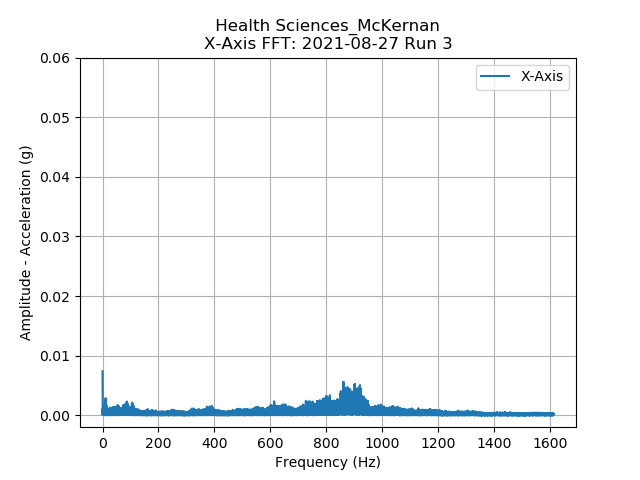 Health Sciences_McKernan
X-Axis FFT: 2021-08-27 Run 3
X-Axis
0.06
0.05
0.04
0.03
0.02
0.01
0.00
Amplitude - Acceleration (g)
0 200 400 600 800 1000 1200 1400 1600
Frequency (Hz)